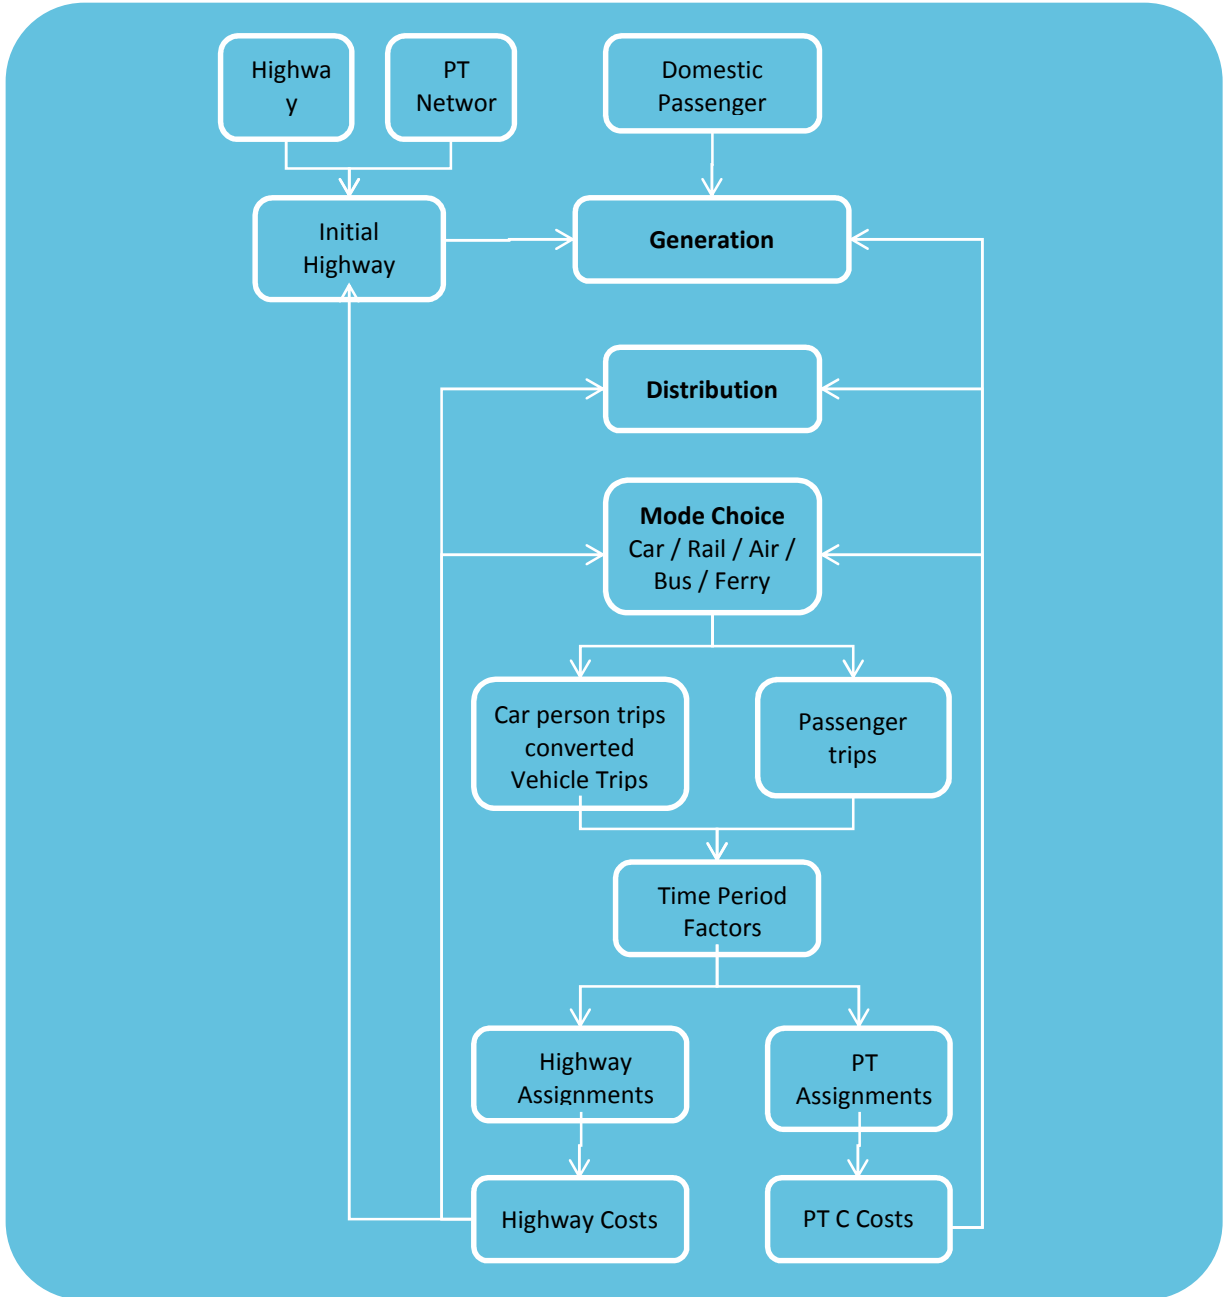 Highwa
y
PT
Networ
Domestic
Passenger
Initial
Highway
Generation
Distribution
Mode Choice
Car / Rail / Air /
Bus / Ferry
Car person trips
converted
Vehicle Trips
Passenger
trips
Time Period
Factors
Highway
Assignments
PT
Assignments
Highway Costs
PT C Costs